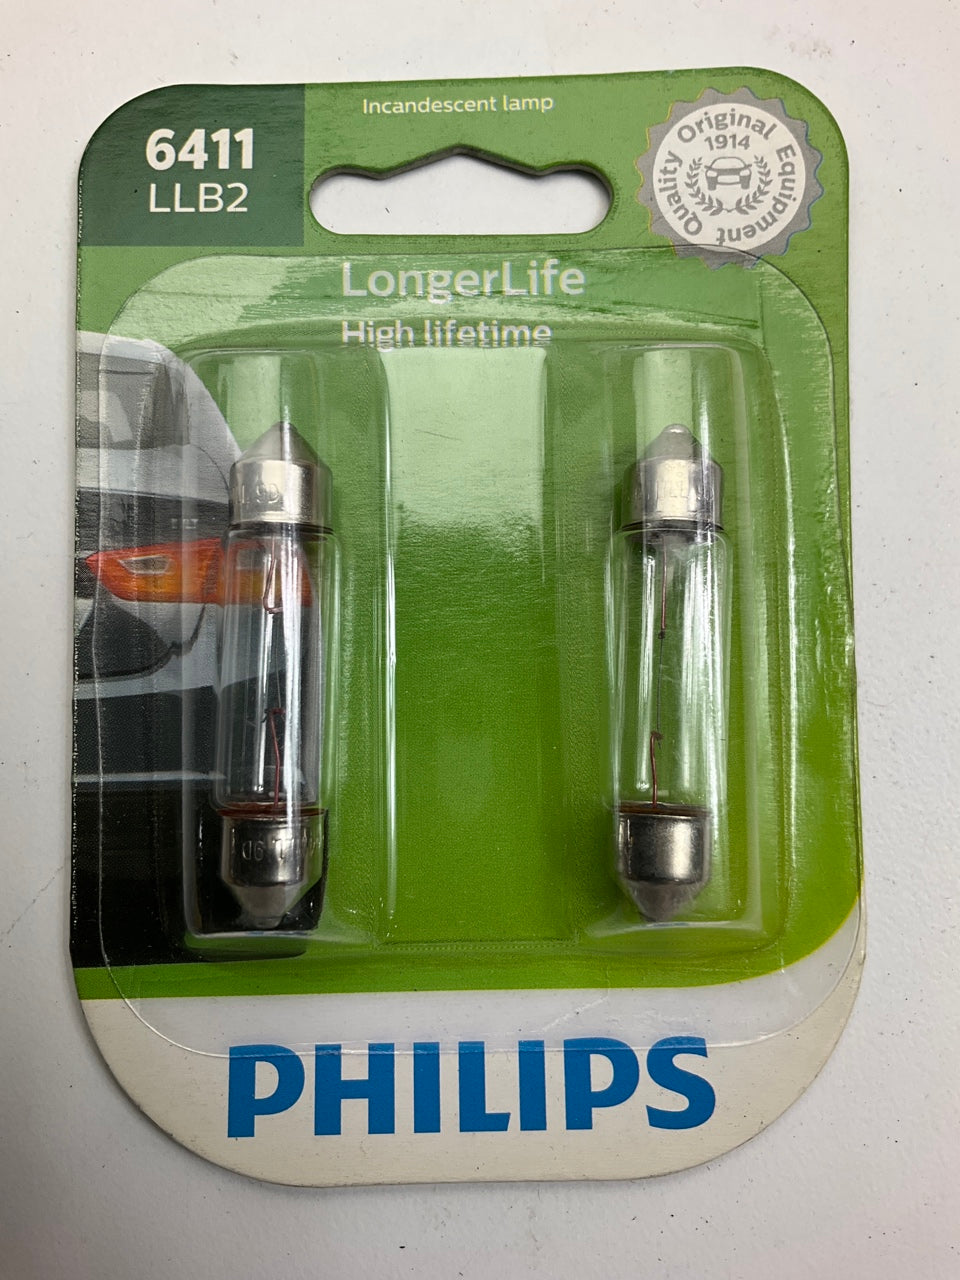 Incandescent lamp
6411
LLB2
Original Equipment Quality
1914
LongerLife
High lifetime
PHILIPS